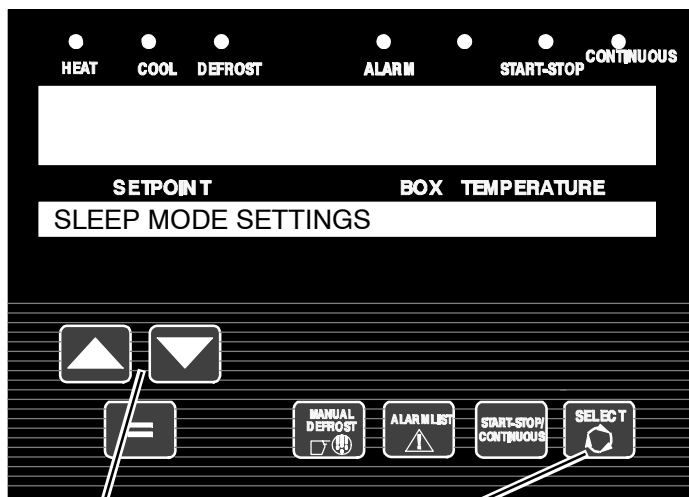 HEAT COOL DEFROST ALARM START-STOP CONTINUOUS
SETPOINT BOX TEMPERATURE
SLEEP MODE SETTINGS
=
MANUAL DEFROST
ALARM LIST
START-STOP/ CONTINUOUS
SELECT